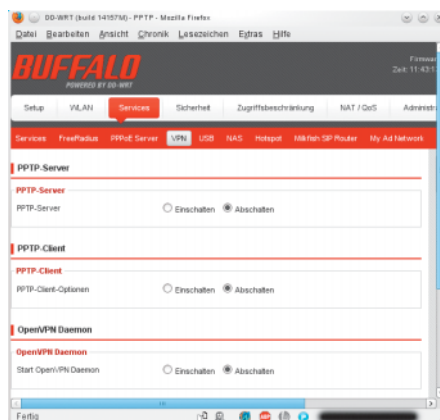 DD-WRT (build 14157M) - PPTP - Mozilla Firefox
Datei Bearbeiten Ansicht Chronik Lesezeichen Extras Hilfe
BUFFALO
POWERED BY DD-WRT
Firmware
Zeit: 11:43:1
Setup WLAN Services Sicherheit Zugriffsbeschränkung NAT / QoS Administr
Services FreeRadius PPPoE Server VPN USB NAS Hotspot Milkfish SIP Router My Ad Network
PPTP-Server
PPTP-Server
PPTP-Server Einschalten Abschalten
PPTP-Client
PPTP-Client
PPTP-Client-Optionen Einschalten Abschalten
OpenVPN Daemon
OpenVPN Daemon
Start OpenVPN Daemon Einschalten Abschalten
Fertig